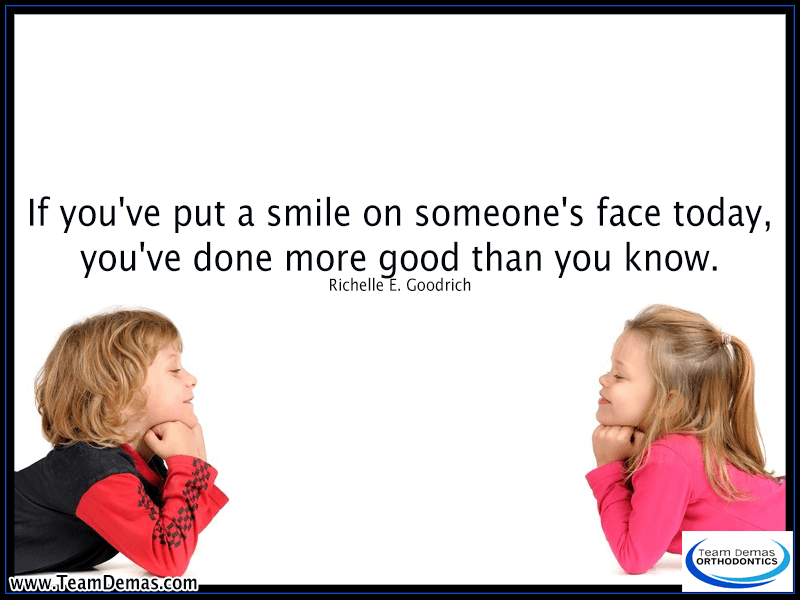 If you've put a smile on someone's face today,
you've done more good than you know.
Richelle E. Goodrich
www.TeamDemas.com
Team Demas
ORTHODONTICS